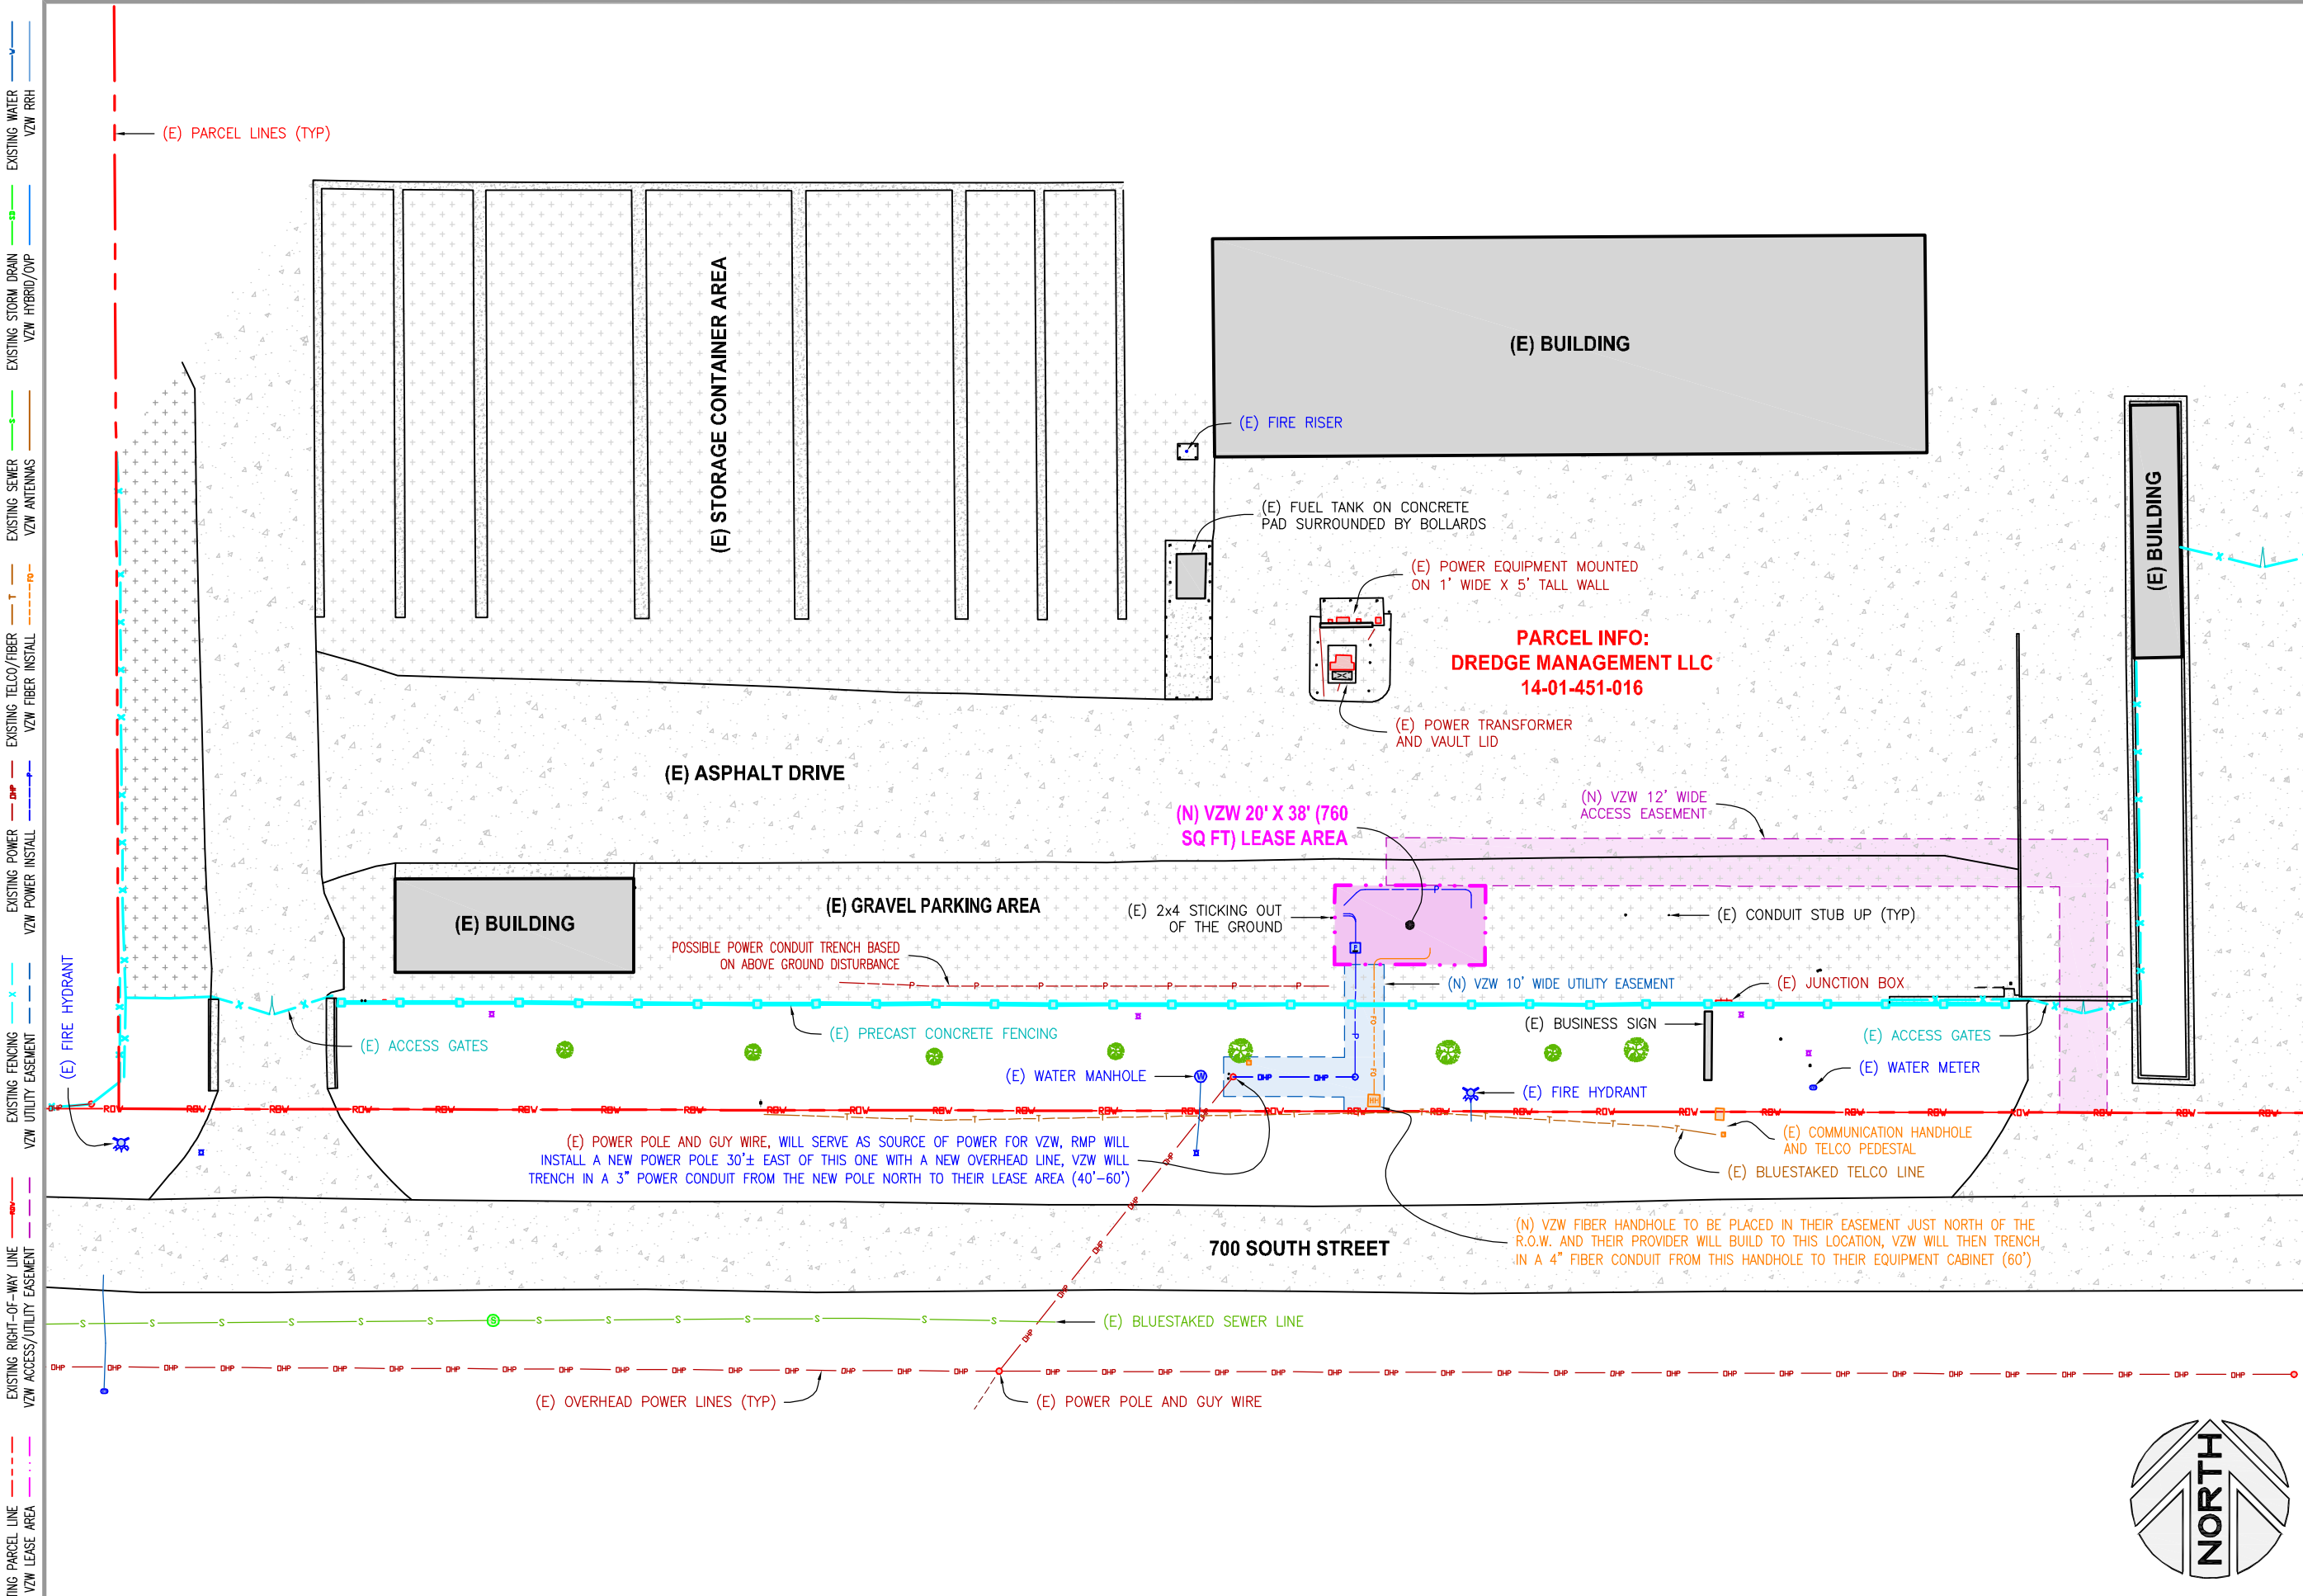 (E) PARCEL LINES (TYP)
(E) STORAGE CONTAINER AREA
(E) BUILDING
(E) FIRE RISER
(E) FUEL TANK ON CONCRETE
PAD SURROUNDED BY BOLLARDS
(E) POWER EQUIPMENT MOUNTED
ON 1' WIDE X 5' TALL WALL
(E) BUILDING
PARCEL INFO:
DREDGE MANAGEMENT LLC
14-01-451-016
(E) POWER TRANSFORMER
AND VAULT LID
(E) ASPHALT DRIVE
(N) VZW 20' X 38' (760
SQ FT) LEASE AREA
(N) VZW 12' WIDE
ACCESS EASEMENT
(E) BUILDING
(E) GRAVEL PARKING AREA
(E) 2x4 STICKING OUT
OF THE GROUND
(E) CONDUIT STUB UP (TYP)
POSSIBLE POWER CONDUIT TRENCH BASED
ON ABOVE GROUND DISTURBANCE
(N) VZW 10' WIDE UTILITY EASEMENT
(E) JUNCTION BOX
(E) FIRE HYDRANT
(E) ACCESS GATES
(E) PRECAST CONCRETE FENCING
(E) BUSINESS SIGN
(E) ACCESS GATES
(E) WATER MANHOLE
W
(E) FIRE HYDRANT
(E) WATER METER
(E) POWER POLE AND GUY WIRE, WILL SERVE AS SOURCE OF POWER FOR VZW, RMP WILL
INSTALL A NEW POWER POLE 30'± EAST OF THIS ONE WITH A NEW OVERHEAD LINE, VZW WILL
TRENCH IN A 3" POWER CONDUIT FROM THE NEW POLE NORTH TO THEIR LEASE AREA (40'-60')
(E) COMMUNICATION HANDHOLE
AND TELCO PEDESTAL
(E) BLUESTAKED TELCO LINE
(N) VZW FIBER HANDHOLE TO BE PLACED IN THEIR EASEMENT JUST NORTH OF THE
R.O.W. AND THEIR PROVIDER WILL BUILD TO THIS LOCATION, VZW WILL THEN TRENCH
IN A 4" FIBER CONDUIT FROM THIS HANDHOLE TO THEIR EQUIPMENT CABINET (60')
700 SOUTH STREET
(E) BLUESTAKED SEWER LINE
(E) OVERHEAD POWER LINES (TYP)
(E) POWER POLE AND GUY WIRE
NORTH
PARCEL LINE
EXISTING RIGHT-OF-WAY LINE ROW
EXISTING FENCING X
EXISTING POWER OHP
EXISTING TELCO/FIBER T
EXISTING SEWER S
EXISTING STORM DRAIN SD
EXISTING WATER W
VZW LEASE AREA
VZW ACCESS/UTILITY EASEMENT
VZW UTILITY EASEMENT
VZW POWER INSTALL P
VZW FIBER INSTALL FO
VZW ANTENNAS
VZW HYBRID/OVP
VZW RRH